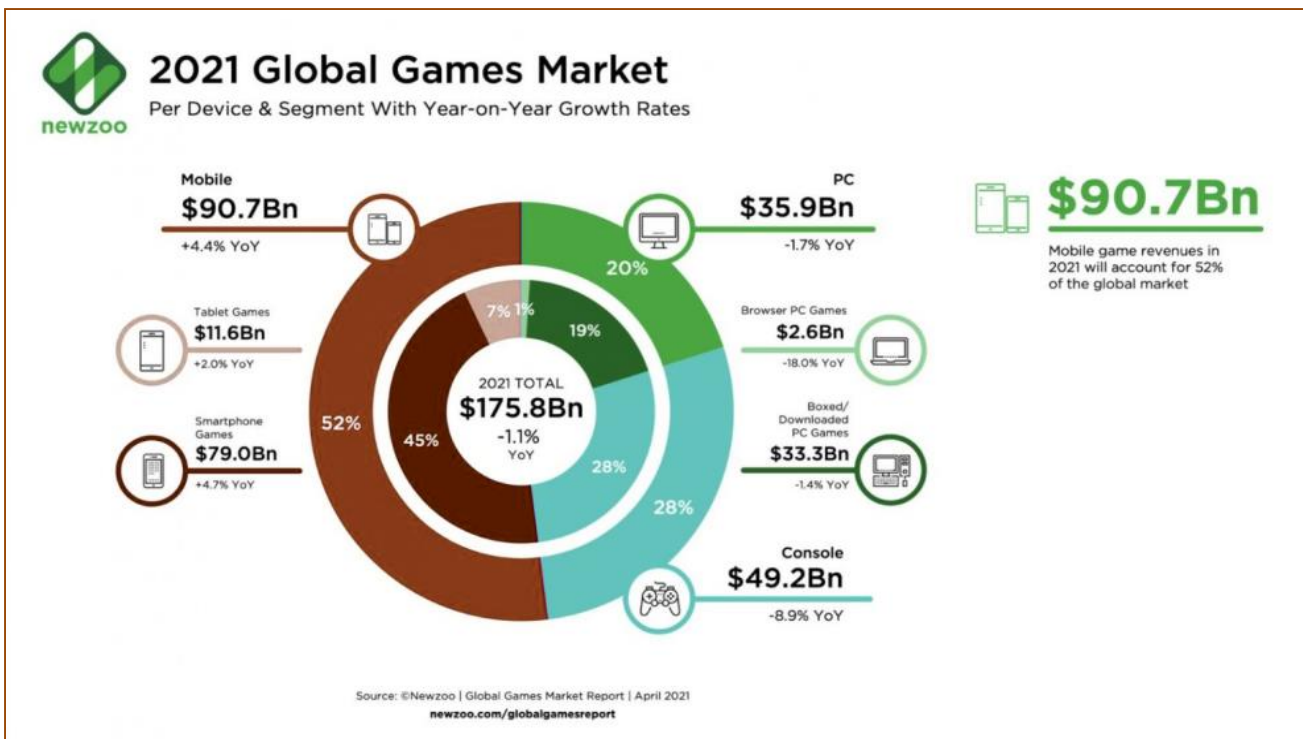 newzoo
2021 Global Games Market
Per Device & Segment With Year-on-Year Growth Rates
Mobile
$90.7Bn
+4.4% YoY
Tablet Games
$11.6Bn
+2.0% YoY
Smartphone
Games
$79.0Bn
+4.7% YoY
52%
45%
7%
1%
19%
20%
28%
28%
2021 TOTAL
$175.8Bn
-1.1%
YoY
PC
$35.9Bn
-1.7% YoY
Browser PC Games
$2.6Bn
-18.0% YoY
Boxed/
Downloaded
PC Games
$33.3Bn
-1.4% YoY
Console
$49.2Bn
-8.9% YoY
$90.7Bn
Mobile game revenues in
2021 will account for 52%
of the global market
Source: ©Newzoo | Global Games Market Report | April 2021
newzoo.com/globalgamesreport